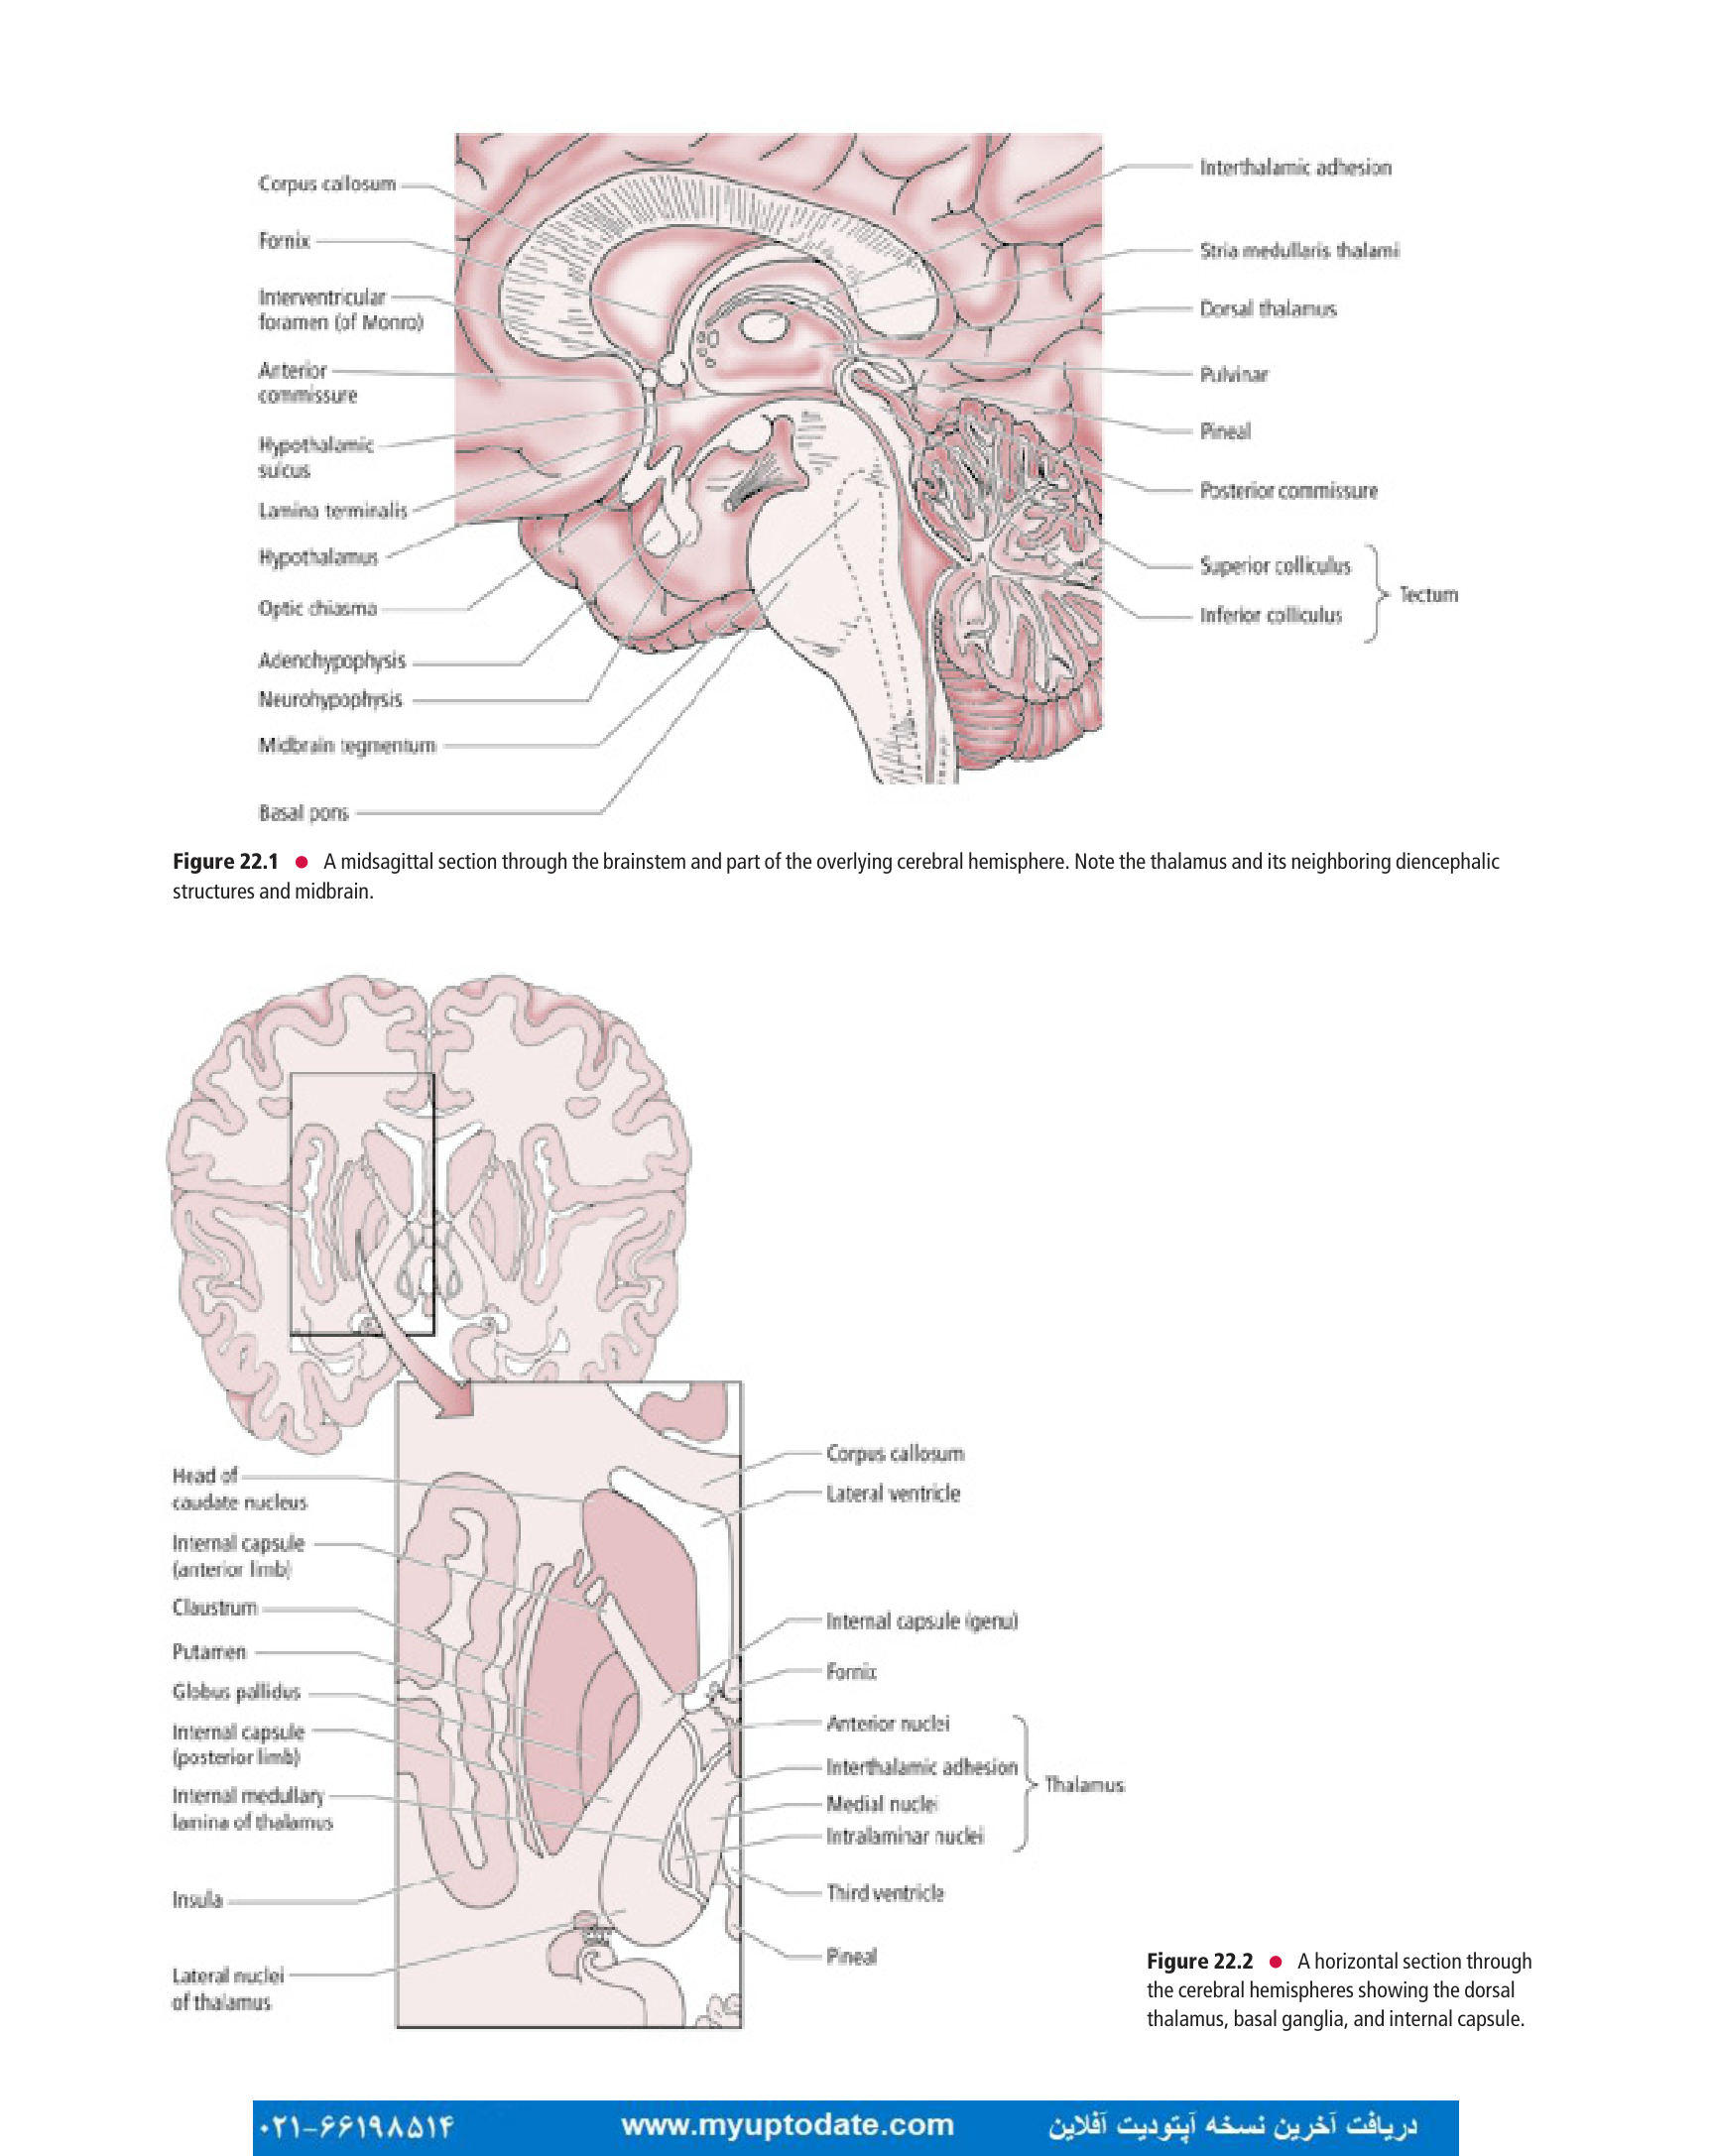 Corpus callosum
Fornix
Interventricular
foramen (of Monro)
Anterior
commissure
Hypothalamic
sulcus
Lamina terminalis
Hypothalamus
Optic chiasma
Adenohypophysis
Neurohypophysis
Midbrain tegmentum
Basal pons
Interthalamic adhesion
Stria medullaris thalami
Dorsal thalamus
Pulvinar
Pineal
Posterior commissure
Superior colliculus
Inferior colliculus
Tectum
Figure 22.1 ● A midsagittal section through the brainstem and part of the overlying cerebral hemisphere. Note the thalamus and its neighboring diencephalic
structures and midbrain.
Head of
caudate nucleus
Internal capsule
(anterior limb)
Claustrum
Putamen
Globus pallidus
Internal capsule
(posterior limb)
Internal medullary
lamina of thalamus
Insula
Lateral nuclei
of thalamus
Corpus callosum
Lateral ventricle
Internal capsule (genu)
Fornix
Anterior nuclei
Interthalamic adhesion
Medial nuclei
Intralaminar nuclei
Thalamus
Third ventricle
Pineal
Figure 22.2 ● A horizontal section through
the cerebral hemispheres showing the dorsal
thalamus, basal ganglia, and internal capsule.
۰۲۱-۶۶۱۹۸۵۱۴ www.myuptodate.com دریافت آخرین نسخه آپتودیت آفلاین